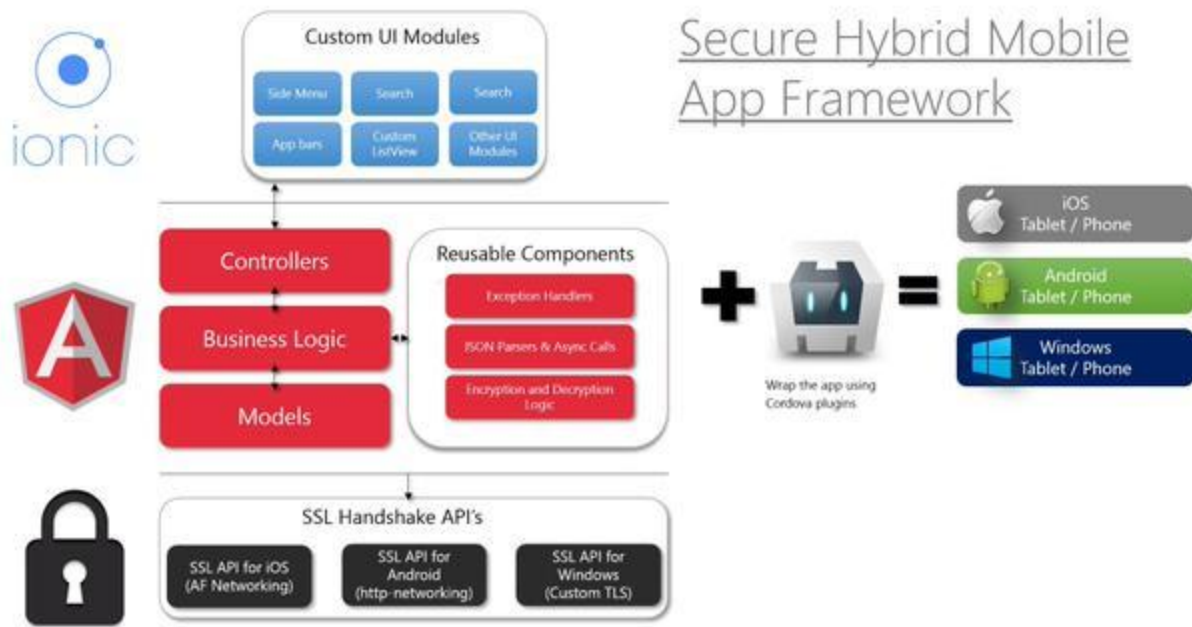 Secure Hybrid Mobile
App Framework
ionic
Custom UI Modules
Side Menu
Search
Search
App bars
Custom
ListView
Other UI
Modules
A
Controllers
Business Logic
Models
Reusable Components
Exception Handlers
JSON Parsers & Async Calls
Encryption and Decryption
Logic
SSL Handshake API's
SSL API for iOS
(AF Networking)
SSL API for
Android
(http-networking)
SSL API for
Windows
(Custom TLS)
+
Wrap the app using
Cordova plugins
=
iOS
Tablet / Phone
Android
Tablet / Phone
Windows
Tablet / Phone